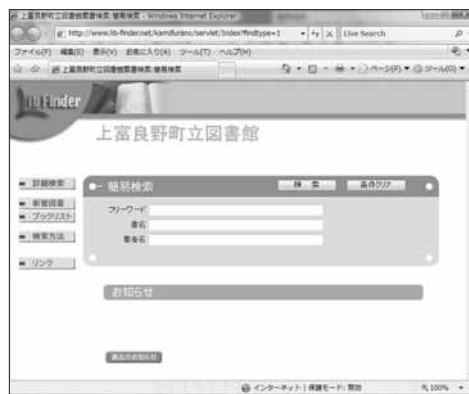 上富良野町立図書館蔵書検索:簡易検索 - Windows Internet Explorer
http://www.lib-finder.net/kamifurano/servlet/Index?findtype=1
Live Search
ファイル(F) 編集(E) 表示(V) お気に入り(A) ツール(T) ヘルプ(H)
上富良野町立図書館蔵書検索:簡易検索
ページ(P) ツール(O)
Lib Finder
上富良野町立図書館
詳細検索
新着図書
ブックリスト
検索方法
リンク
簡易検索
検 索
条件クリア
フリーワード
書名
著者名
お知らせ
過去のお知らせ
インターネット | 保護モード: 無効
100%